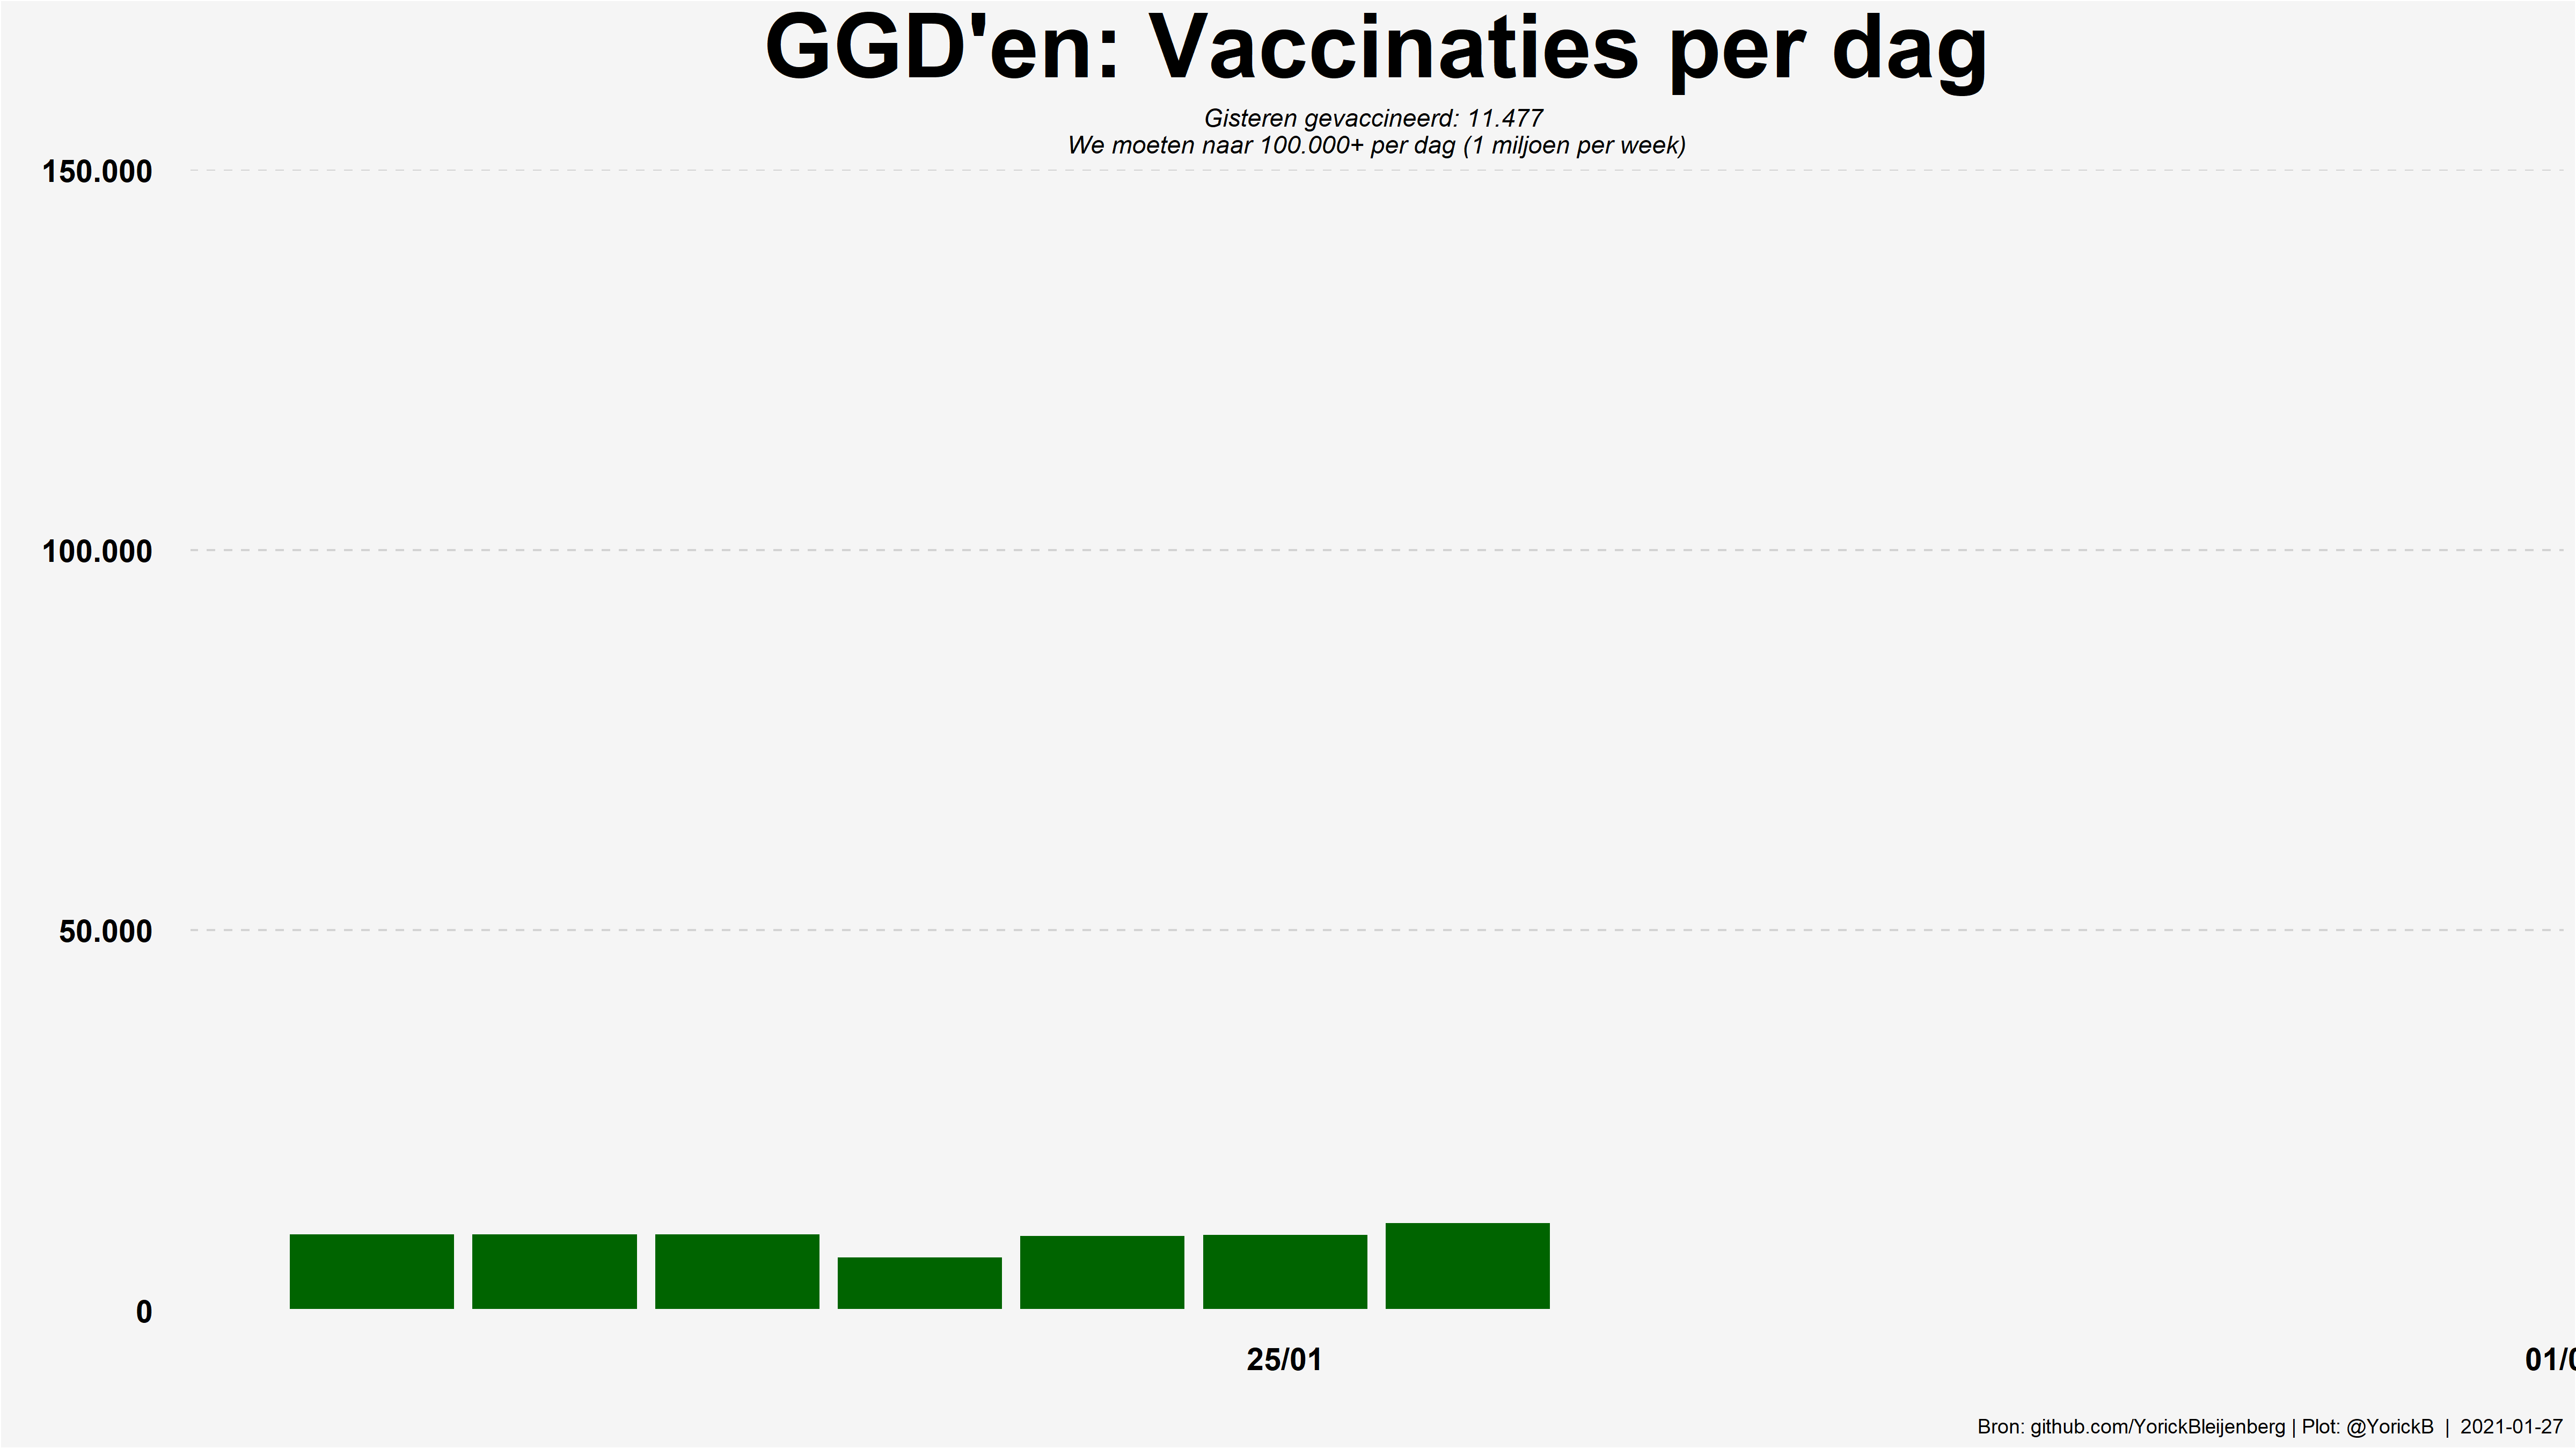 GGD'en: Vaccinaties per dag
Gisteren gevaccineerd: 11.477
We moeten naar 100.000+ per dag (1 miljoen per week)
150.000
100.000
50.000
0
25/01
01/0
Bron: github.com/YorickBleijenberg | Plot: @YorickB | 2021-01-27